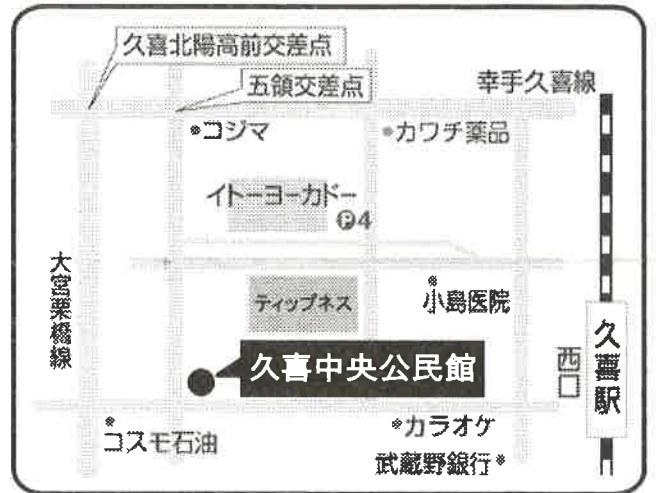 久喜北陽高前交差点
五領交差点
幸手久喜線
コジマ
カワチ薬品
イトーヨーカドー
P4
大宮栗橋線
ティップネス
小島医院
久喜中央公民館
西口
久喜駅
コスモ石油
カラオケ
武蔵野銀行